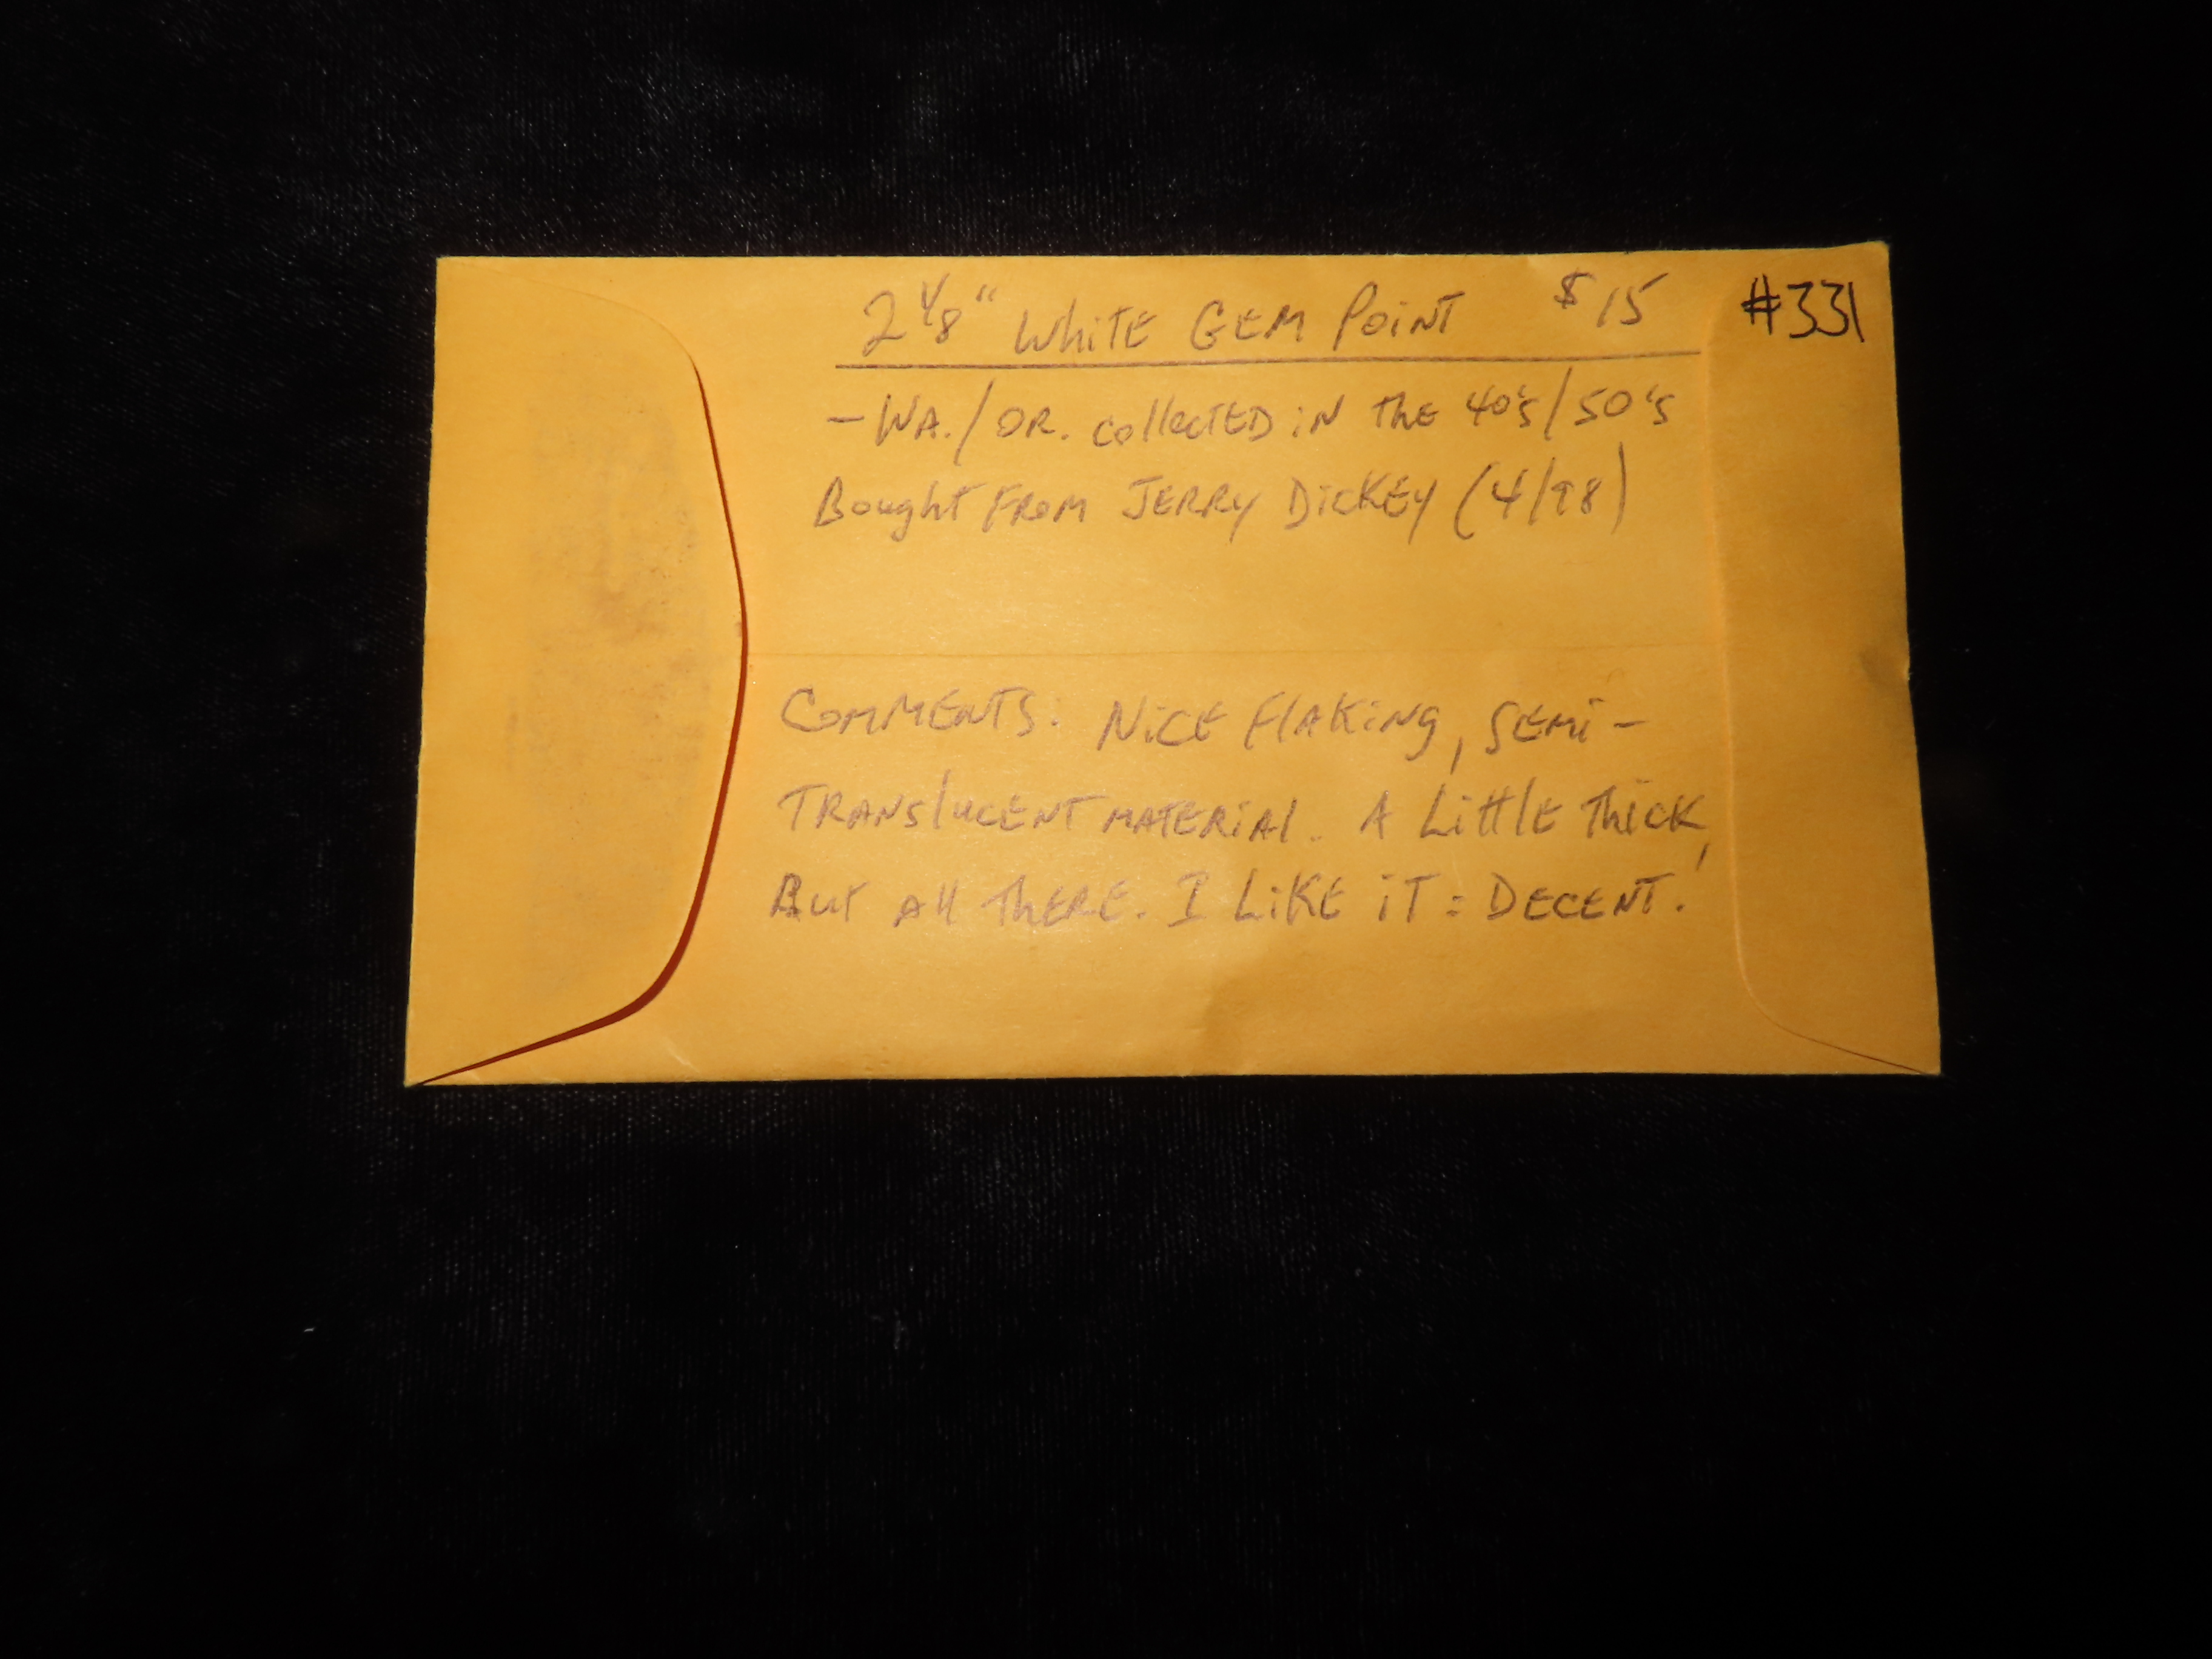 2 1/8" WHITE GEM POINT $15 #331
- WA./OR. collECTED iN ThE 40's/50's
Bought FROM JERRY DICKEY (4/98)
COMMENTS: NiCE FlAKiNg, SEMi-
TRANSlUCENT MATERiAl. A LittlE ThiCK,
But All ThERE. I LiKE iT = DECENT!